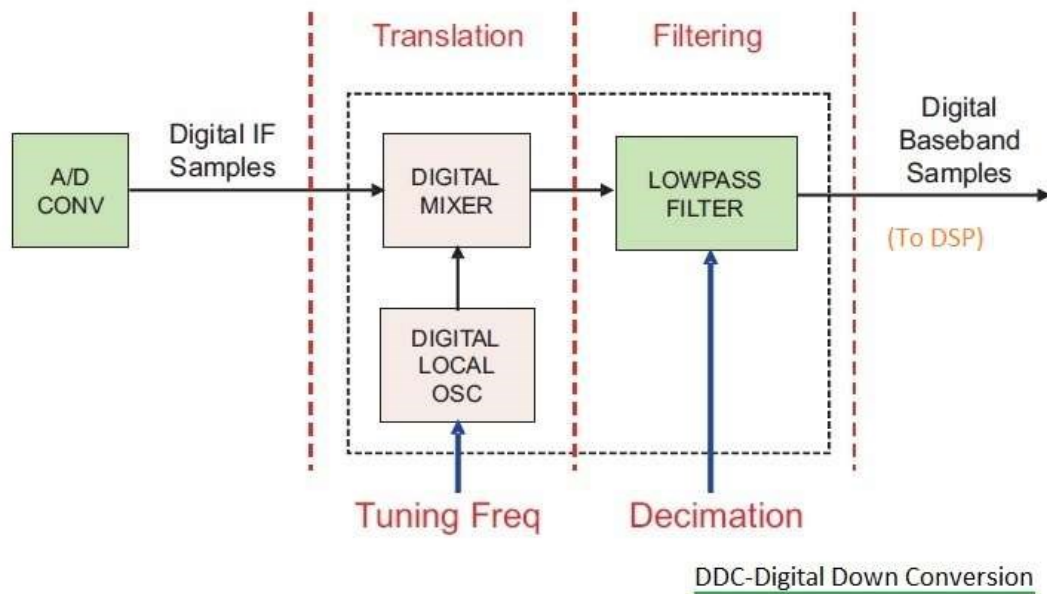 Translation
Filtering
A/D
CONV
Digital IF
Samples
DIGITAL
MIXER
LOWPASS
FILTER
Digital
Baseband
Samples
(To DSP)
DIGITAL
LOCAL
OSC
Tuning Freq
Decimation
DDC-Digital Down Conversion